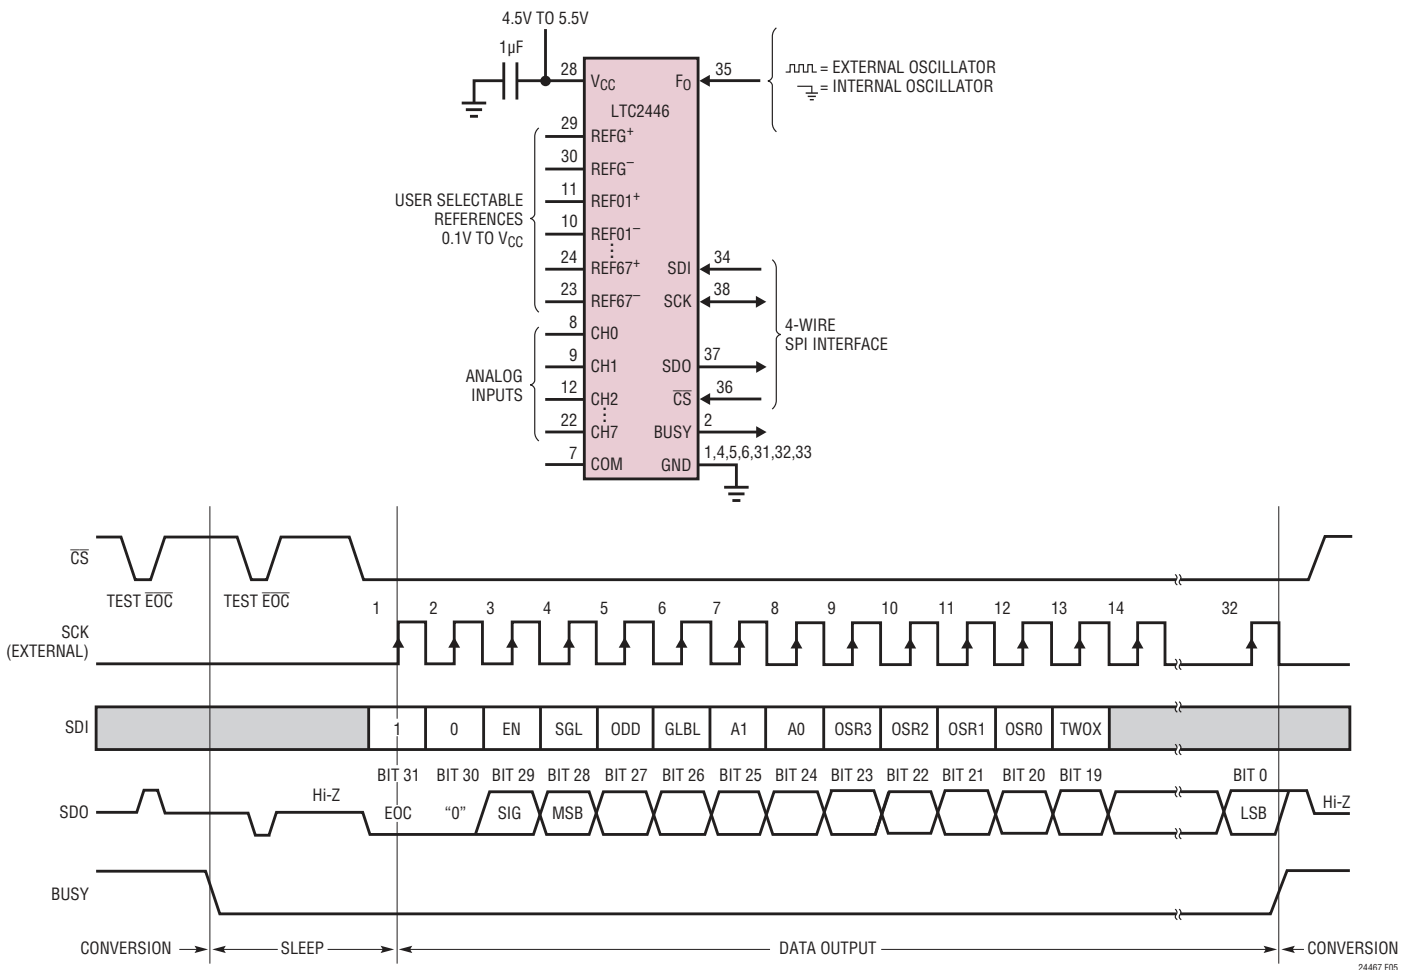 4.5V TO 5.5V
1µF
28
VCC
LTC2446
FO
35
= EXTERNAL OSCILLATOR
= INTERNAL OSCILLATOR
29
REFG+
30
REFG−
11
REF01+
10
REF01−
24
REF67+
23
REF67−
USER SELECTABLE
REFERENCES
0.1V TO VCC
8
CH0
9
CH1
12
CH2
22
CH7
7
COM
ANALOG
INPUTS
SDI
34
SCK
38
SDO
37
CS
36
BUSY
2
GND
1,4,5,6,31,32,33
4-WIRE
SPI INTERFACE
CS
TEST EOC
TEST EOC
SCK
(EXTERNAL)
1 2 3 4 5 6 7 8 9 10 11 12 13 14 32
SDI
1 0 EN SGL ODD GLBL A1 A0 OSR3 OSR2 OSR1 OSR0 TWOX
BIT 31 BIT 30 BIT 29 BIT 28 BIT 27 BIT 26 BIT 25 BIT 24 BIT 23 BIT 22 BIT 21 BIT 20 BIT 19 BIT 0
SDO
Hi-Z
EOC "0" SIG MSB LSB
Hi-Z
BUSY
CONVERSION SLEEP DATA OUTPUT CONVERSION
24467 F05